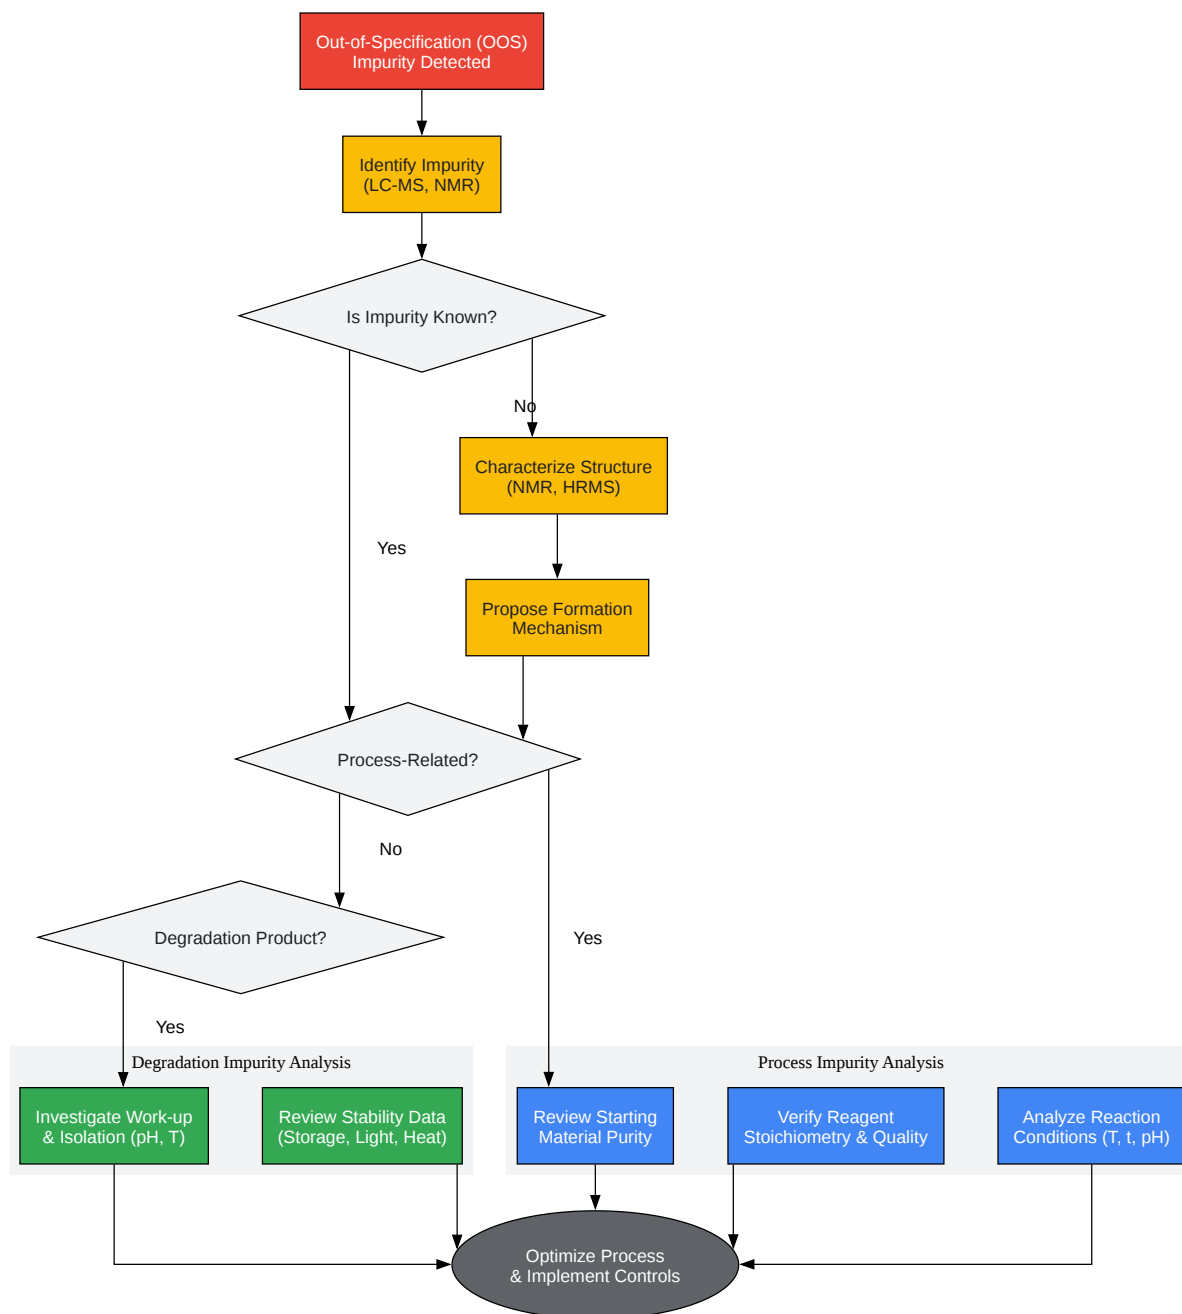 Out-of-Specification (OOS)
Impurity Detected
Identify Impurity
(LC-MS, NMR)
Is Impurity Known?
No
Characterize Structure
(NMR, HRMS)
Yes
Propose Formation
Mechanism
Process-Related?
No
Degradation Product?
Yes
Yes
Degradation Impurity Analysis
Process Impurity Analysis
Investigate Work-up
& Isolation (pH, T)
Review Stability Data
(Storage, Light, Heat)
Review Starting
Material Purity
Verify Reagent
Stoichiometry & Quality
Analyze Reaction
Conditions (T, t, pH)
Optimize Process
& Implement Controls